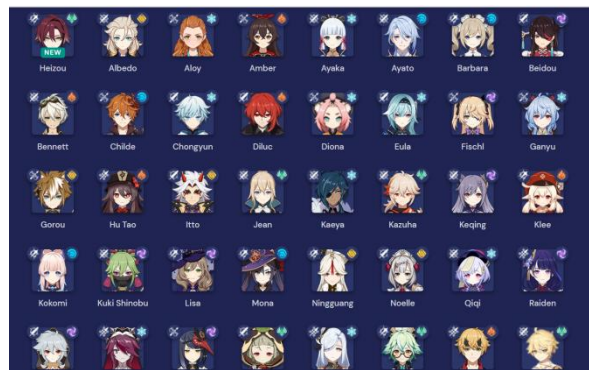 NEW
Heizou Albedo Aloy Amber Ayaka Ayato Barbara Beidou
Bennett Childe Chongyun Diluc Diona Eula Fischl Ganyu
Gorou Hu Tao Itto Jean Kaeya Kazuha Keqing Klee
Kokomi Kuki Shinobu Lisa Mona Ningguang Noelle Qiqi Raiden